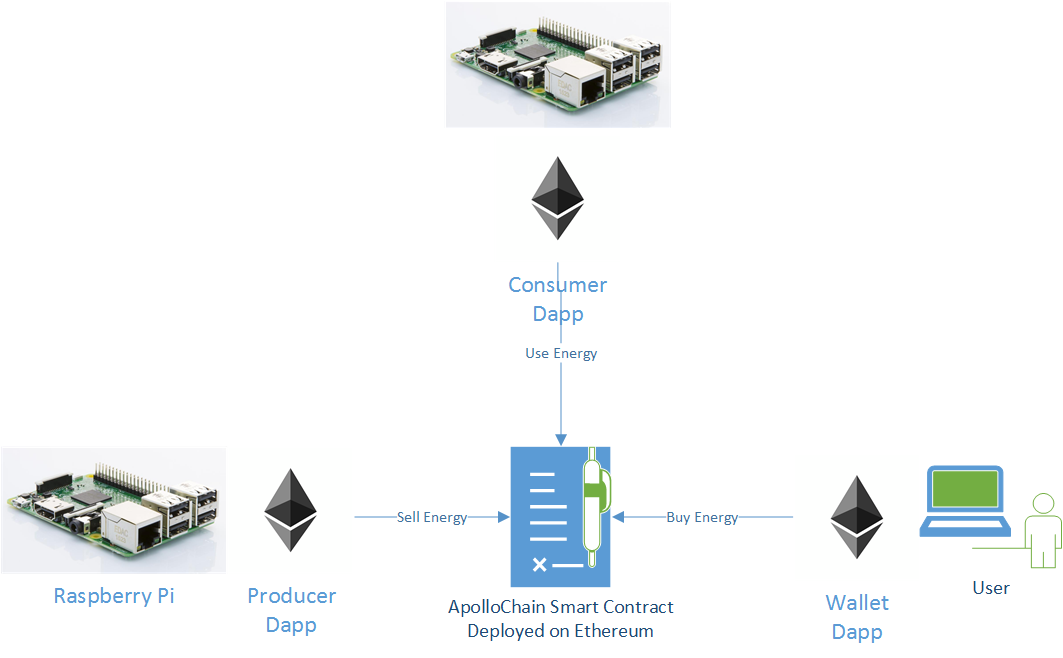 Consumer
Dapp
Use Energy
Sell Energy
Buy Energy
Raspberry Pi
Producer
Dapp
ApolloChain Smart Contract
Deployed on Ethereum
Wallet
Dapp
User